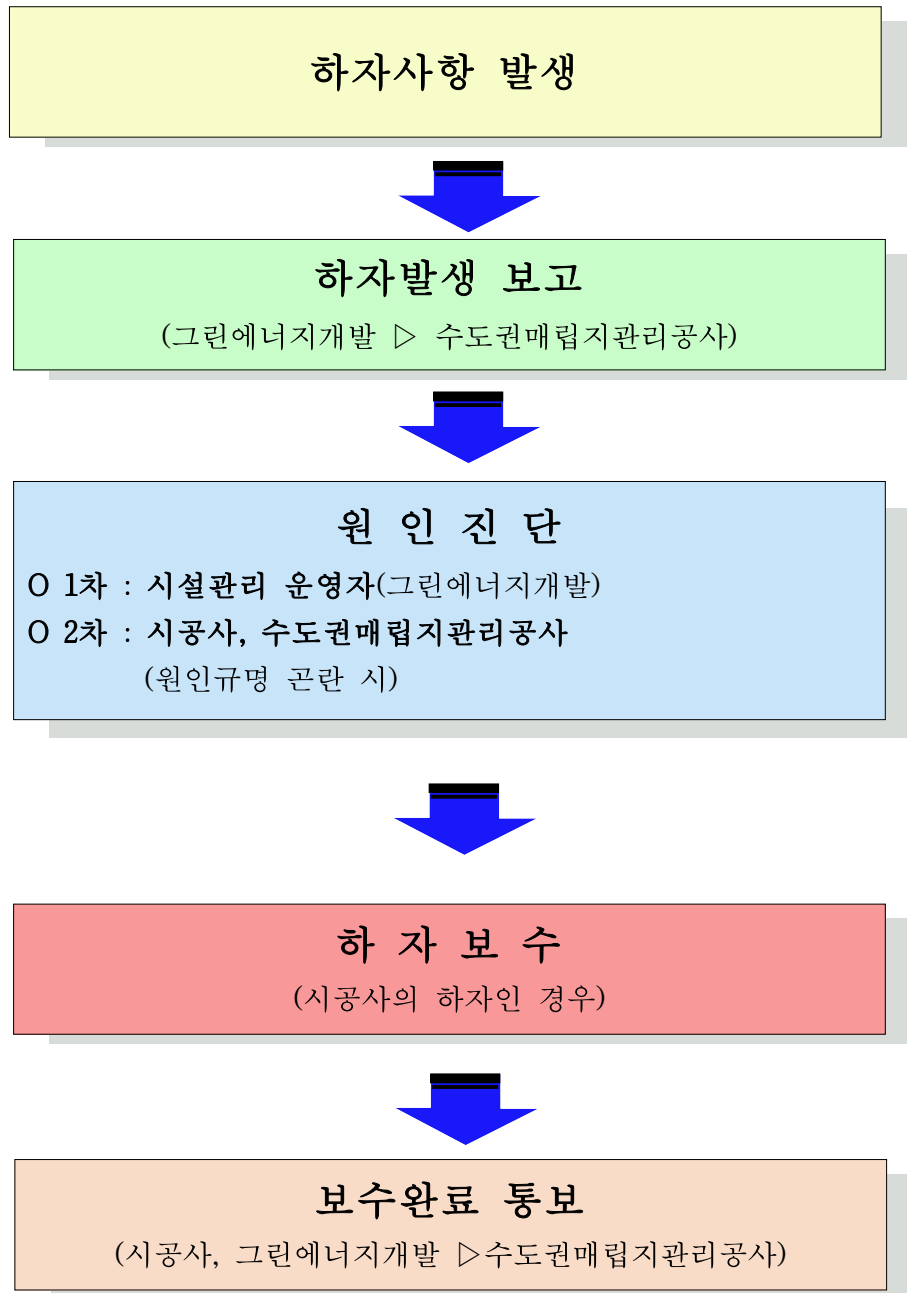 하자사항 발생
하자발생 보고
(그린에너지개발 ▷ 수도권매립지관리공사)
원 인 진 단
O 1차 : 시설관리 운영자(그린에너지개발)
O 2차 : 시공사, 수도권매립지관리공사
(원인규명 곤란 시)
하 자 보 수
(시공사의 하자인 경우)
보수완료 통보
(시공사, 그린에너지개발 ▷수도권매립지관리공사)